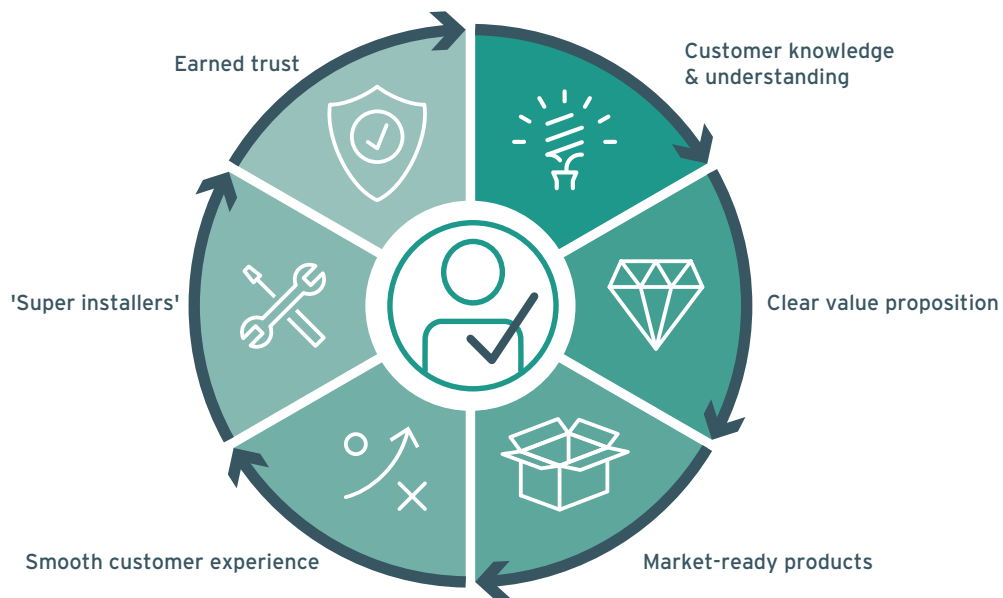 Customer knowledge
& understanding
Clear value proposition
Market-ready products
Smooth customer experience
'Super installers'
Earned trust